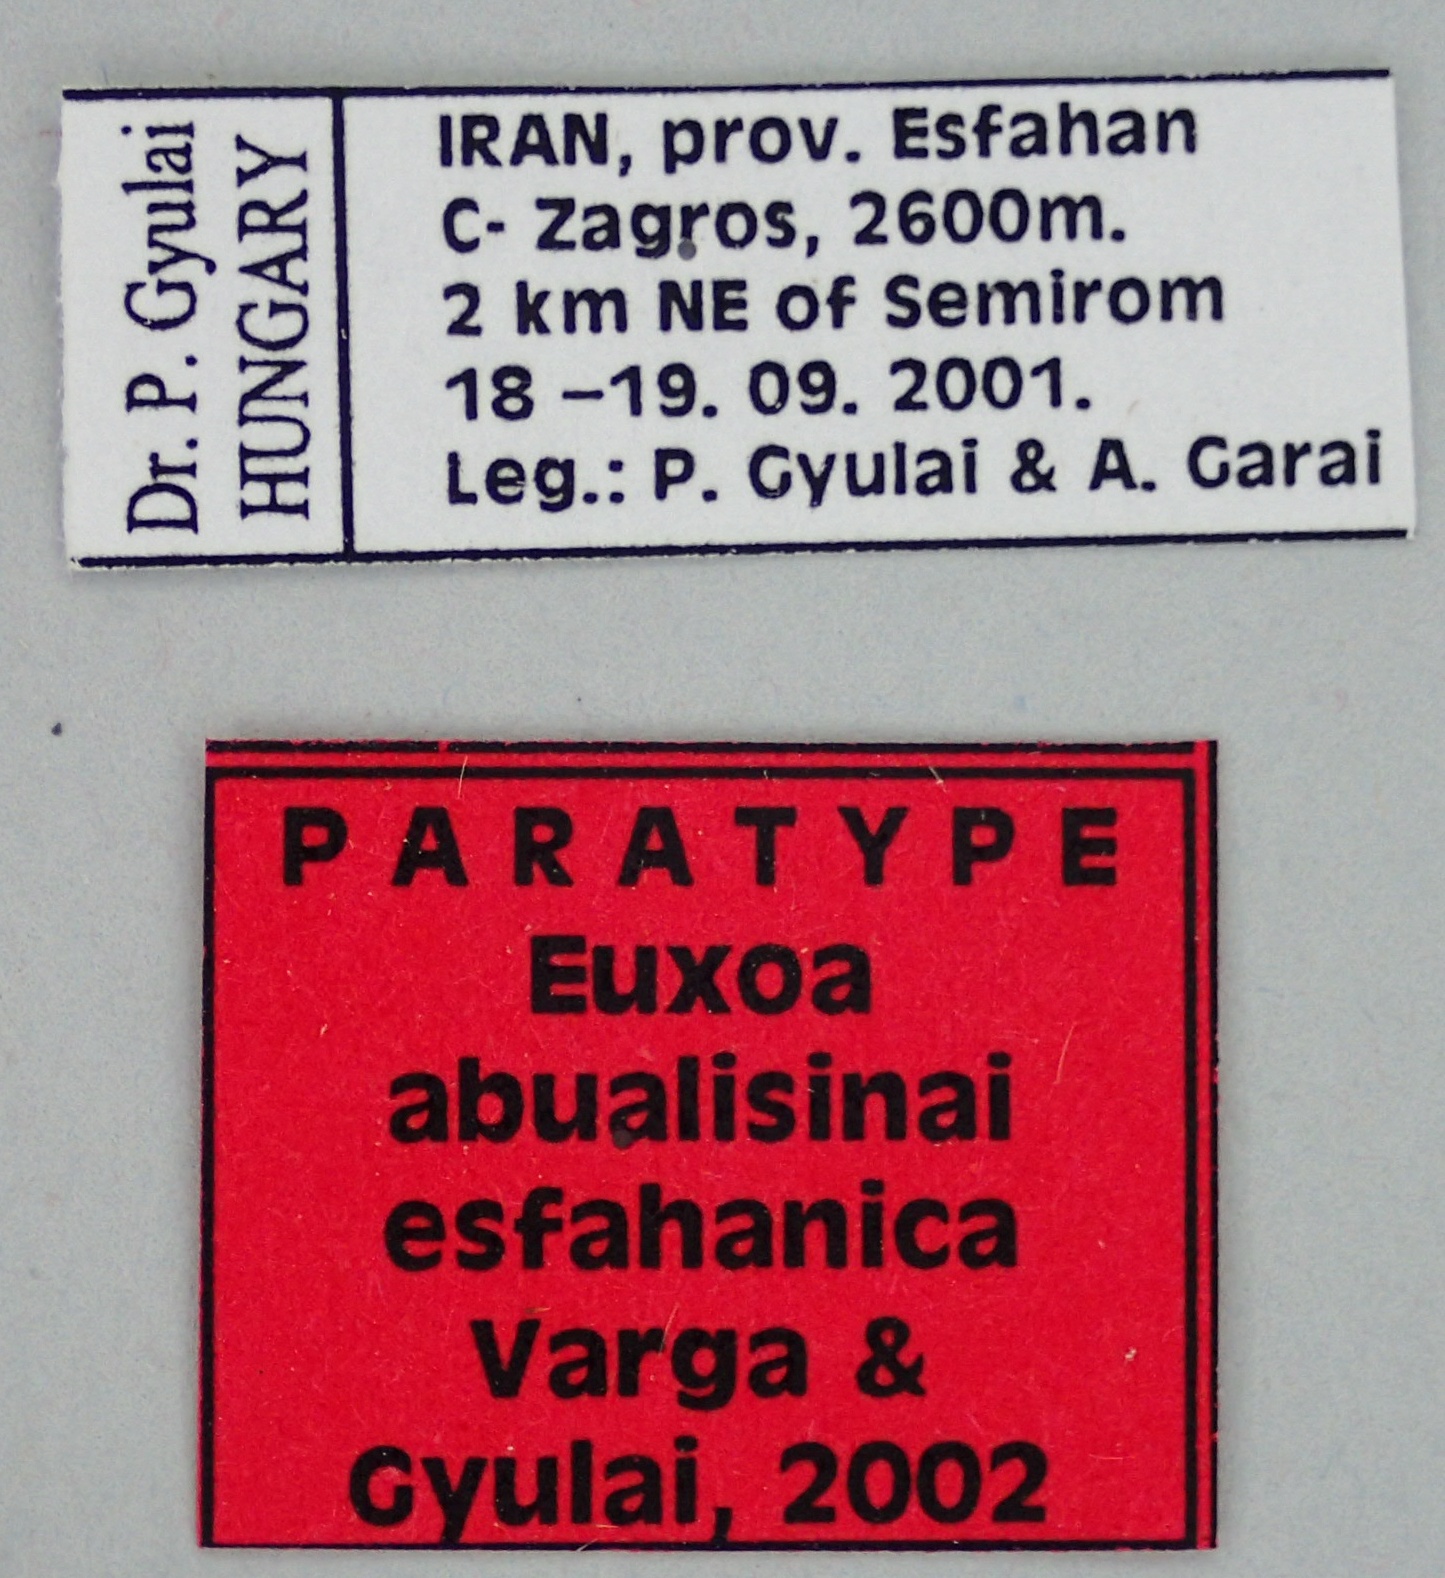 Dr. P. Gyulai
HUNGARY
IRAN, prov. Esfahan
C- Zagros, 2600m.
2 km NE of Semirom
18 –19. 09. 2001.
Leg.: P. Gyulai & A. Garai
PARATYPE
Euxoa
abualisinai
esfahanica
Varga &
Gyulai, 2002